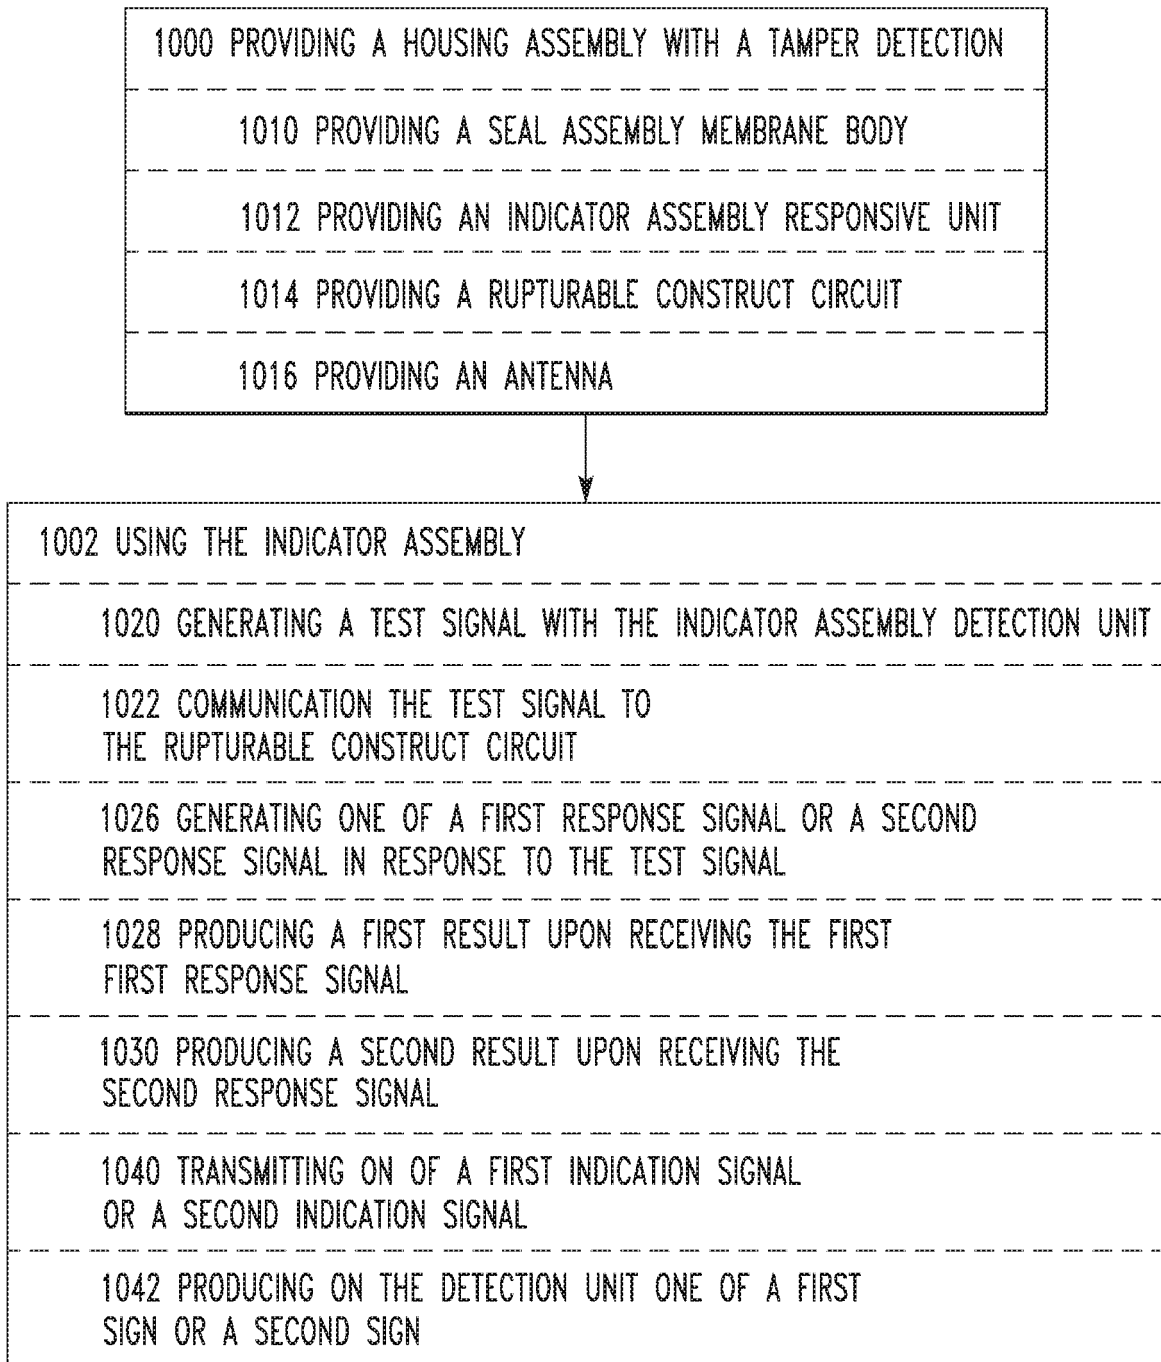 1000 PROVIDING A HOUSING ASSEMBLY WITH A TAMPER DETECTION
1010 PROVIDING A SEAL ASSEMBLY MEMBRANE BODY
1012 PROVIDING AN INDICATOR ASSEMBLY RESPONSIVE UNIT
1014 PROVIDING A RUPTURABLE CONSTRUCT CIRCUIT
1016 PROVIDING AN ANTENNA
1002 USING THE INDICATOR ASSEMBLY
1020 GENERATING A TEST SIGNAL WITH THE INDICATOR ASSEMBLY DETECTION UNIT
1022 COMMUNICATION THE TEST SIGNAL TO
THE RUPTURABLE CONSTRUCT CIRCUIT
1026 GENERATING ONE OF A FIRST RESPONSE SIGNAL OR A SECOND
RESPONSE SIGNAL IN RESPONSE TO THE TEST SIGNAL
1028 PRODUCING A FIRST RESULT UPON RECEIVING THE FIRST
FIRST RESPONSE SIGNAL
1030 PRODUCING A SECOND RESULT UPON RECEIVING THE
SECOND RESPONSE SIGNAL
1040 TRANSMITTING ON OF A FIRST INDICATION SIGNAL
OR A SECOND INDICATION SIGNAL
1042 PRODUCING ON THE DETECTION UNIT ONE OF A FIRST
SIGN OR A SECOND SIGN